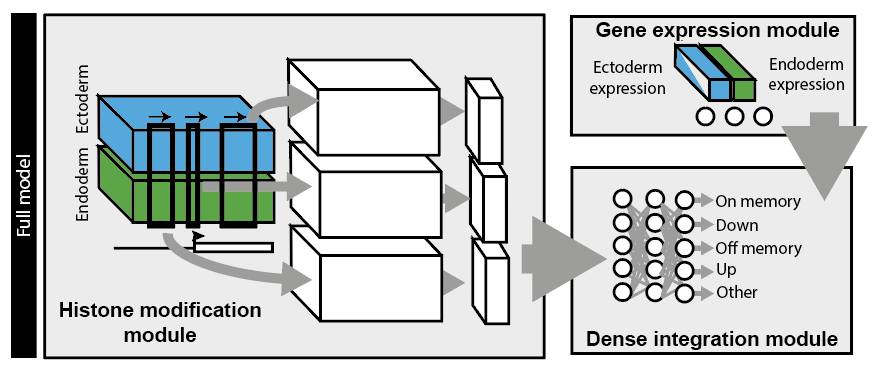 Full model
Ectoderm
Endoderm
Histone modification
module
Gene expression module
Ectoderm
expression
Endoderm
expression
On memory
Down
Off memory
Up
Other
Dense integration module